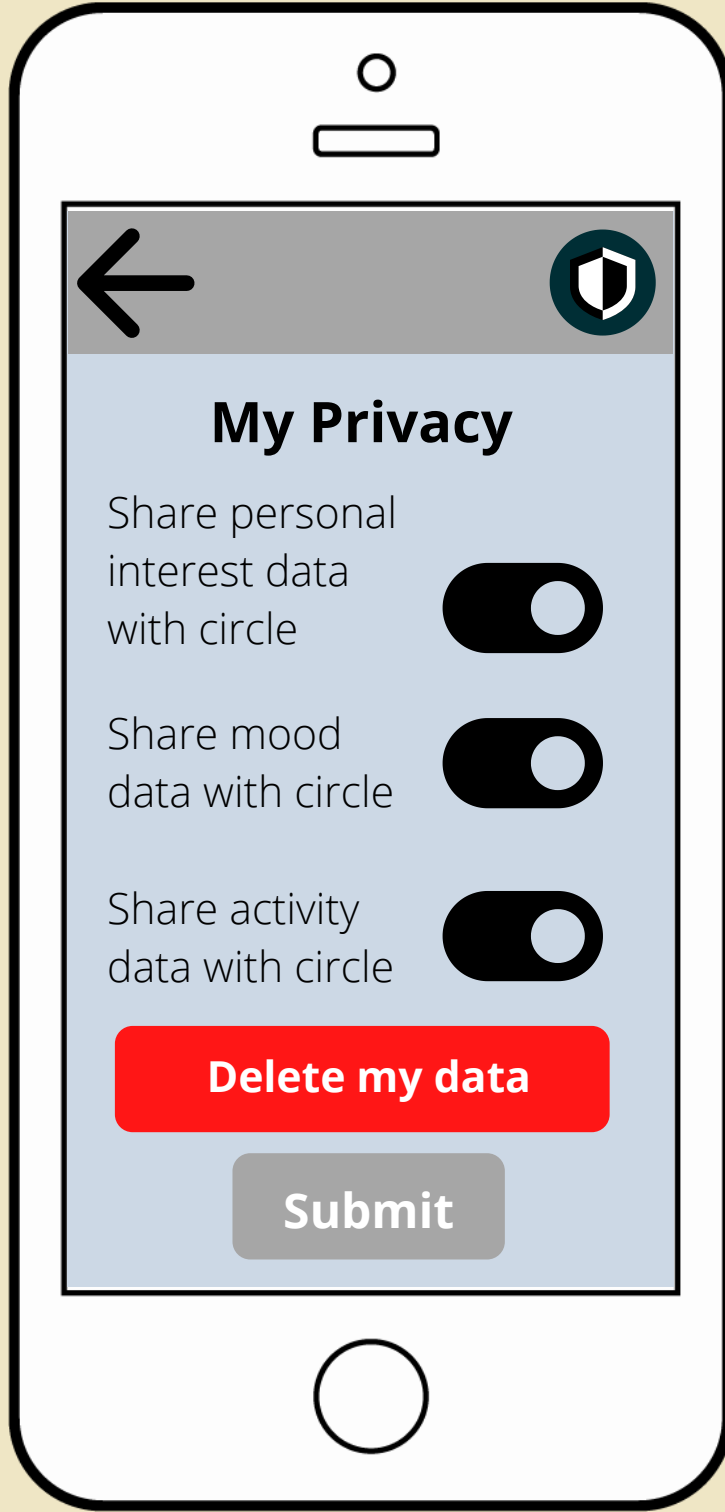 My Privacy
Share personal
interest data
with circle
Share mood
data with circle
Share activity
data with circle
Delete my data
Submit